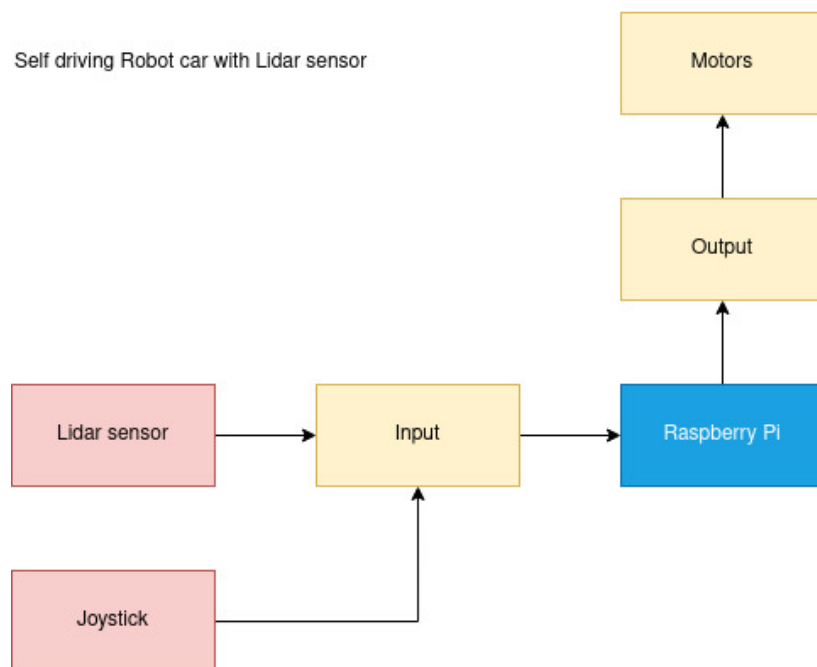 Self driving Robot car with Lidar sensor
Motors
Output
Lidar sensor
Input
Raspberry Pi
Joystick